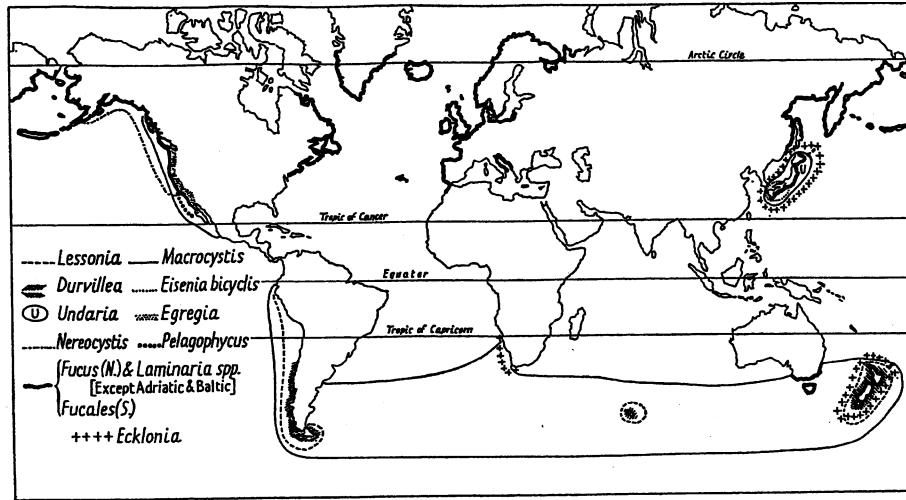 Arctic Circle
Tropic of Cancer
Lessonia Macrocystis
Durvillea Eisenia bicyclis
Equator
U Undaria Egregia
Nereocystis Pelagophycus
Tropic of Capricorn
Fucus (N.) & Laminaria spp.
[Except Adriatic & Baltic]
Fucales (S.)
++++ Ecklonia
U